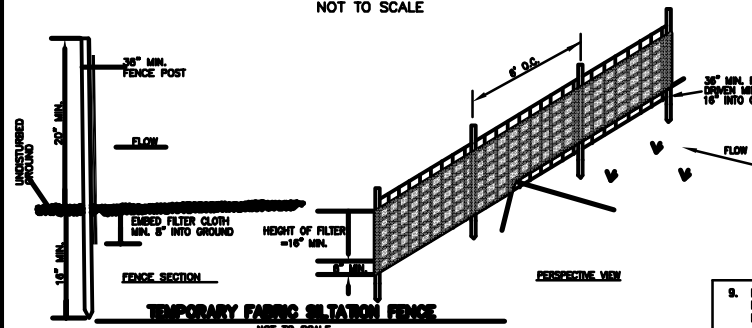 NOT TO SCALE
36" MIN.
FENCE POST
20" MIN.
FLOW
UNDISTURBED
GROUND
EMBED FILTER CLOTH
MIN. 8" INTO GROUND
16" MIN.
FENCE SECTION
6' O.C.
36" MIN.
DRIVEN
16" INTO
FLOW
HEIGHT OF FILTER
=16" MIN.
8" MIN.
PERSPECTIVE VIEW
TEMPORARY FABRIC SILTATION FENCE
NOT TO SCALE
9.